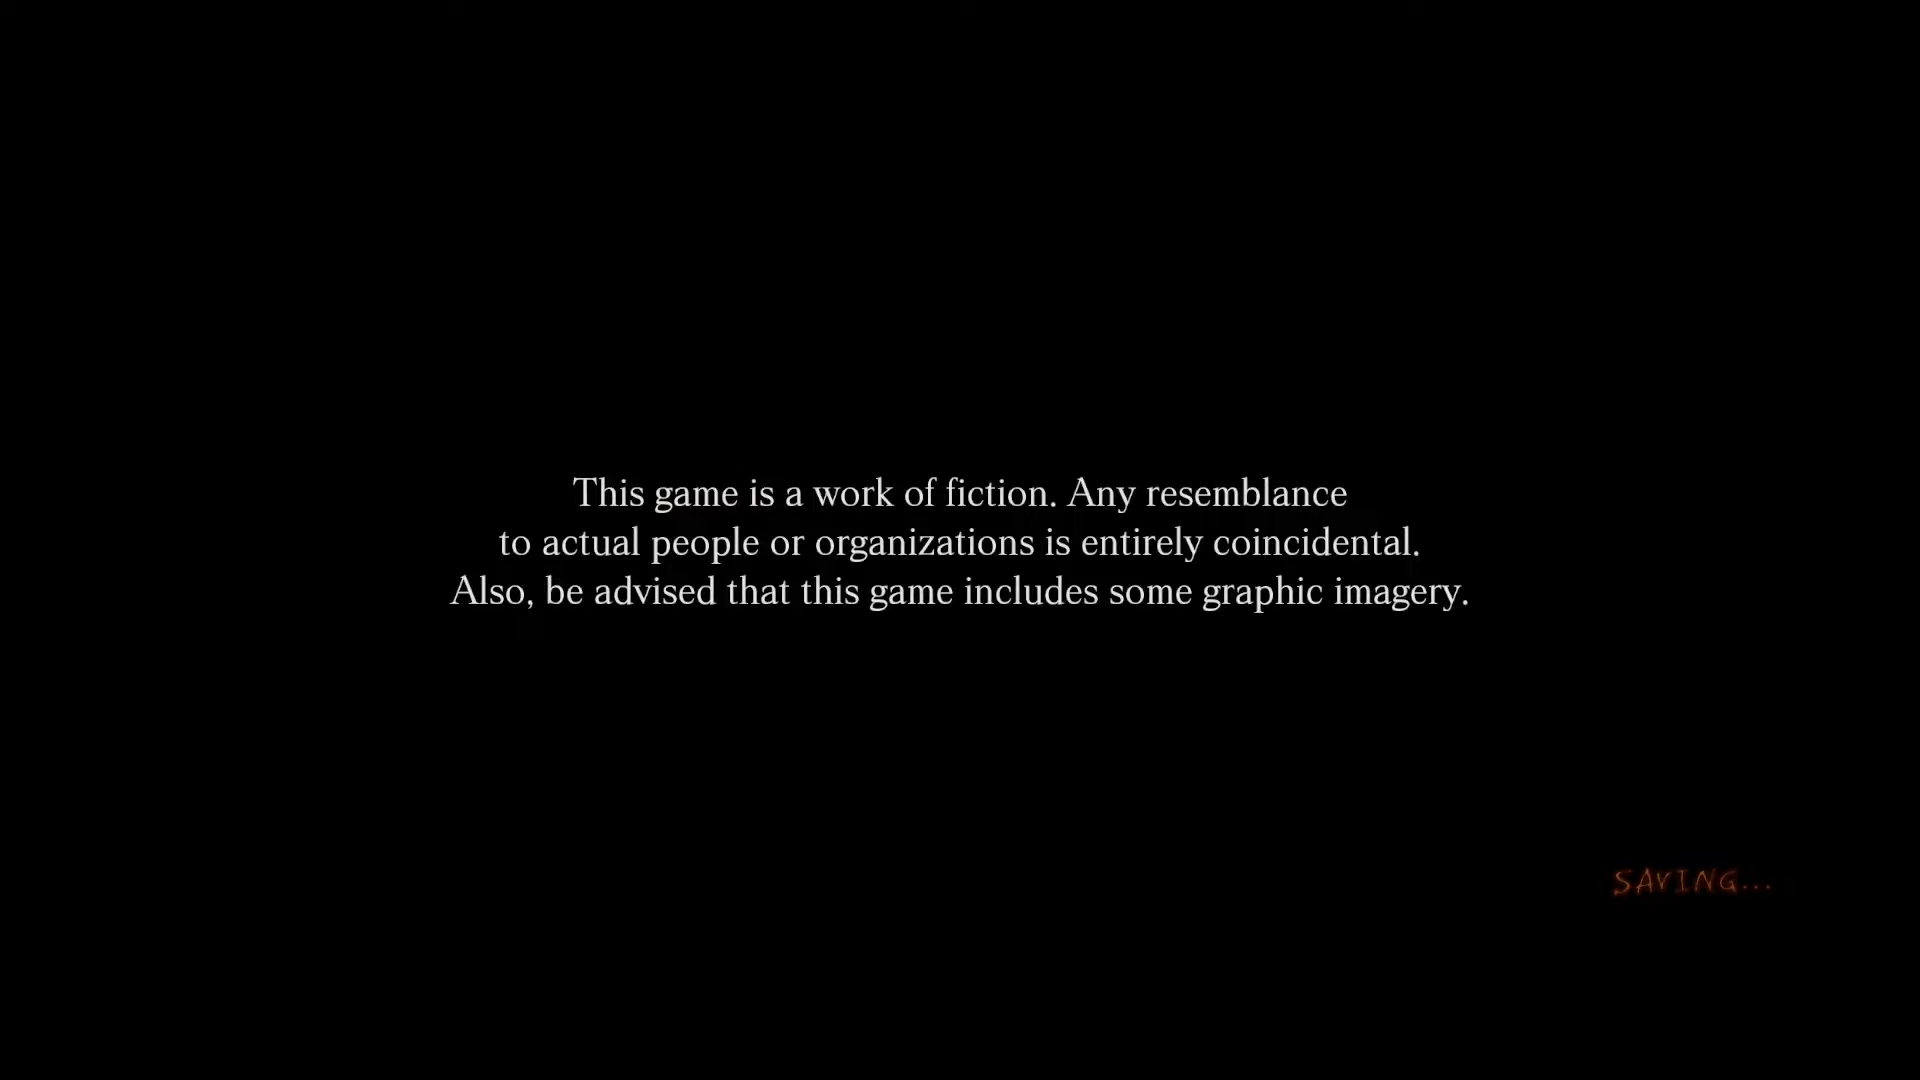 This game is a work of fiction. Any resemblance
to actual people or organizations is entirely coincidental.
Also, be advised that this game includes some graphic imagery.
SAVING...